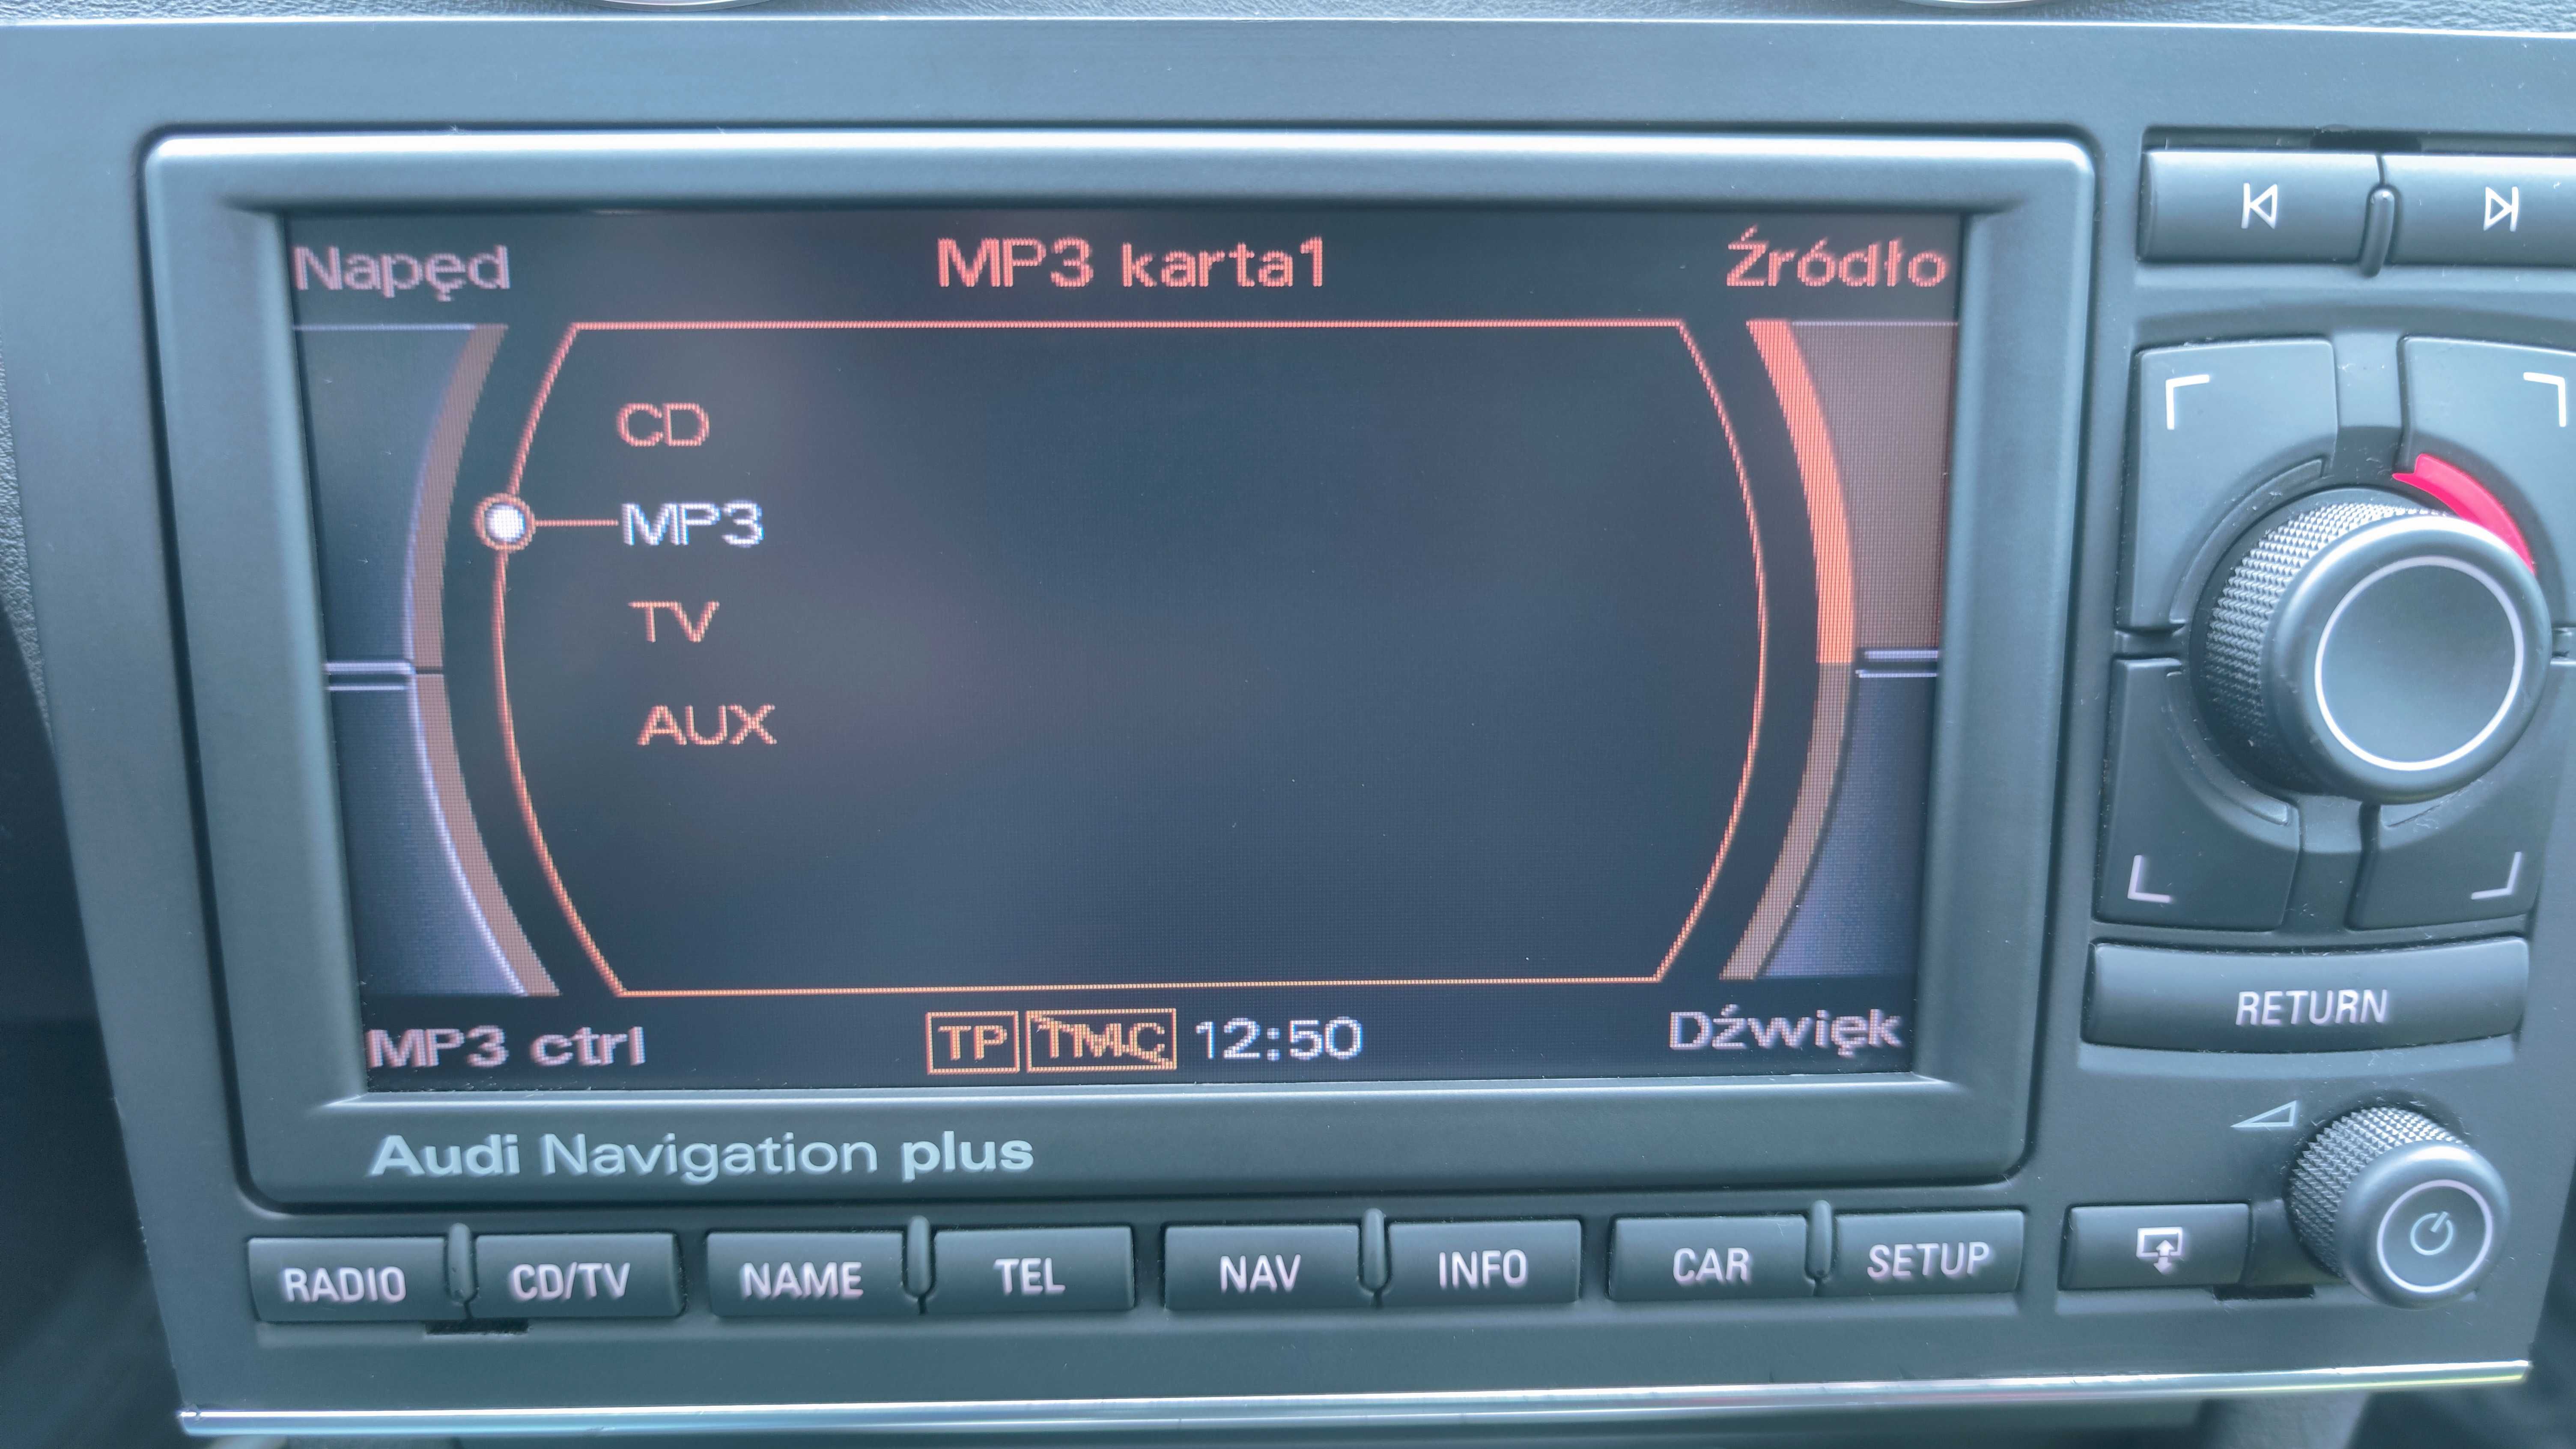 Napęd MP3 karta1 Źródło
CD
MP3
TV
AUX
MP3 ctrl TP TMC 12:50 Dźwięk
Audi Navigation plus
RETURN
RADIO CD/TV NAME TEL NAV INFO CAR SETUP